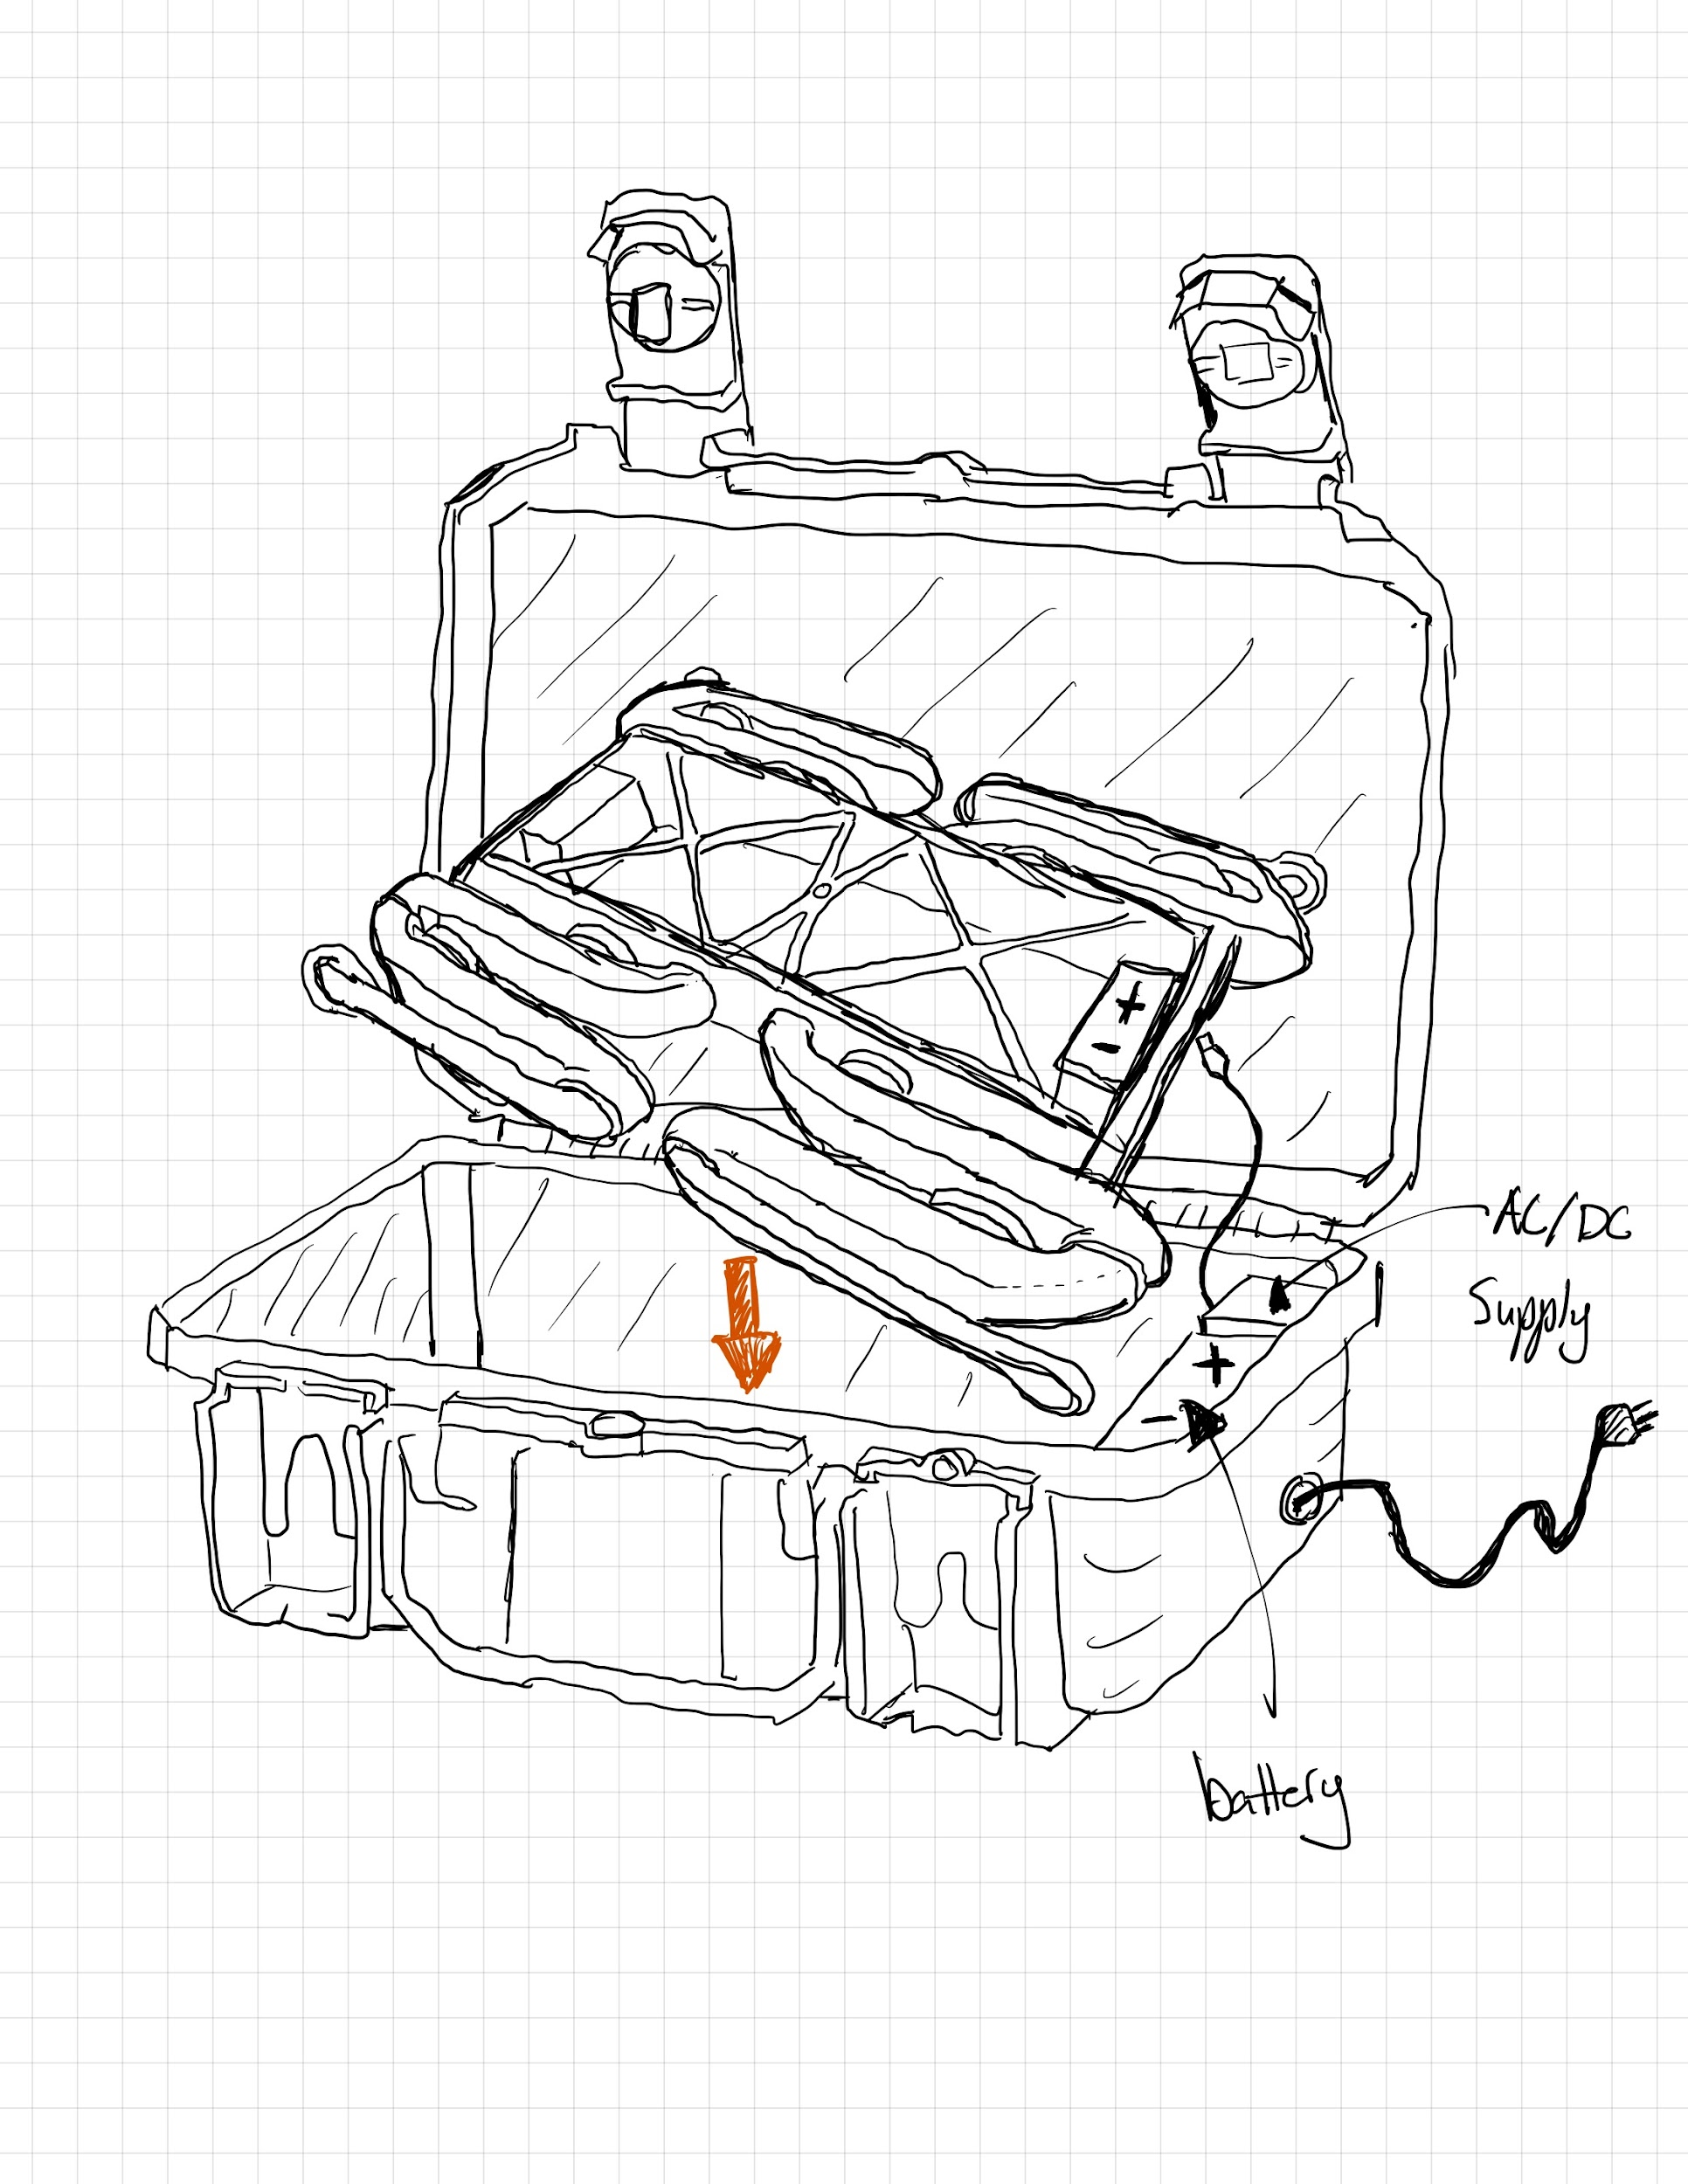 +
-
AC/DC
Supply
+
-
battery